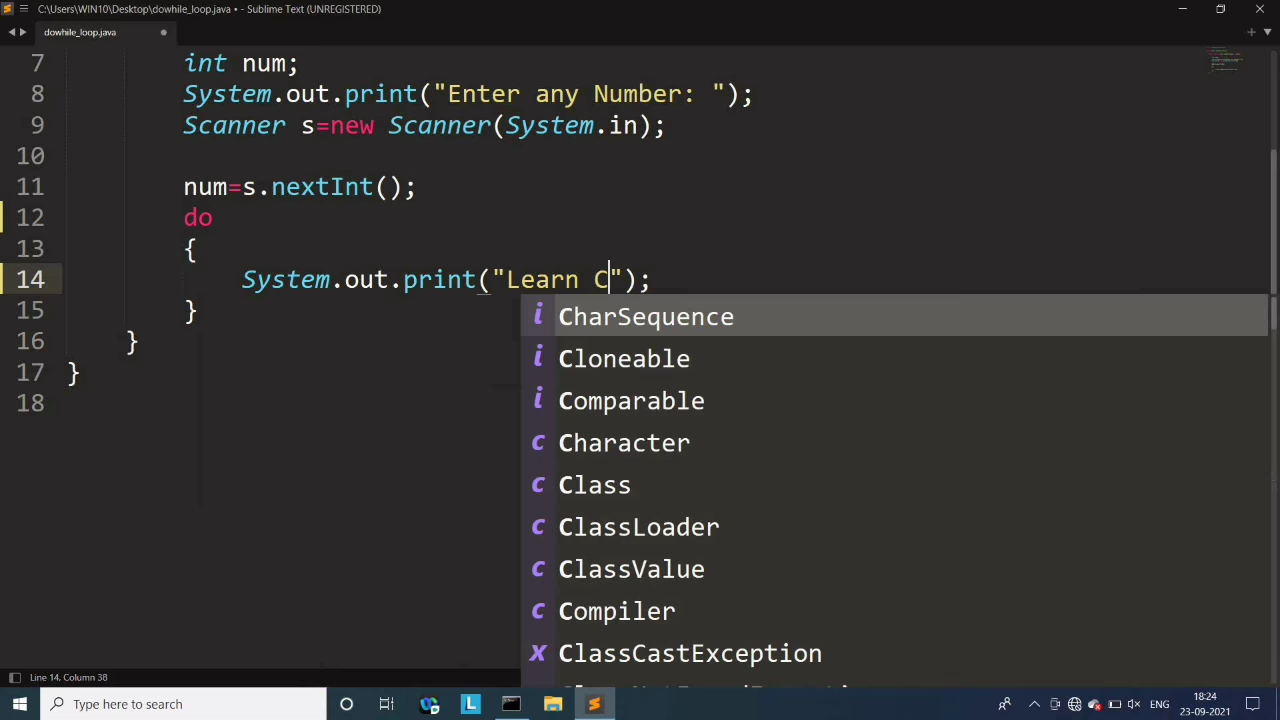 C:\Users\WIN10\Desktop\dowhile_loop.java • - Sublime Text (UNREGISTERED)
dowhile_loop.java
7 int num;
8 System.out.print("Enter any Number: ");
9 Scanner s=new Scanner(System.in);
10
11 num=s.nextInt();
12 do
13 {
14 System.out.print("Learn C");
15 }
16 }
17 }
18
i CharSequence
i Cloneable
i Comparable
c Character
c Class
c ClassLoader
c ClassValue
c Compiler
x ClassCastException
Line 14, Column 38
Type here to search
ENG
18:24
23-09-2021